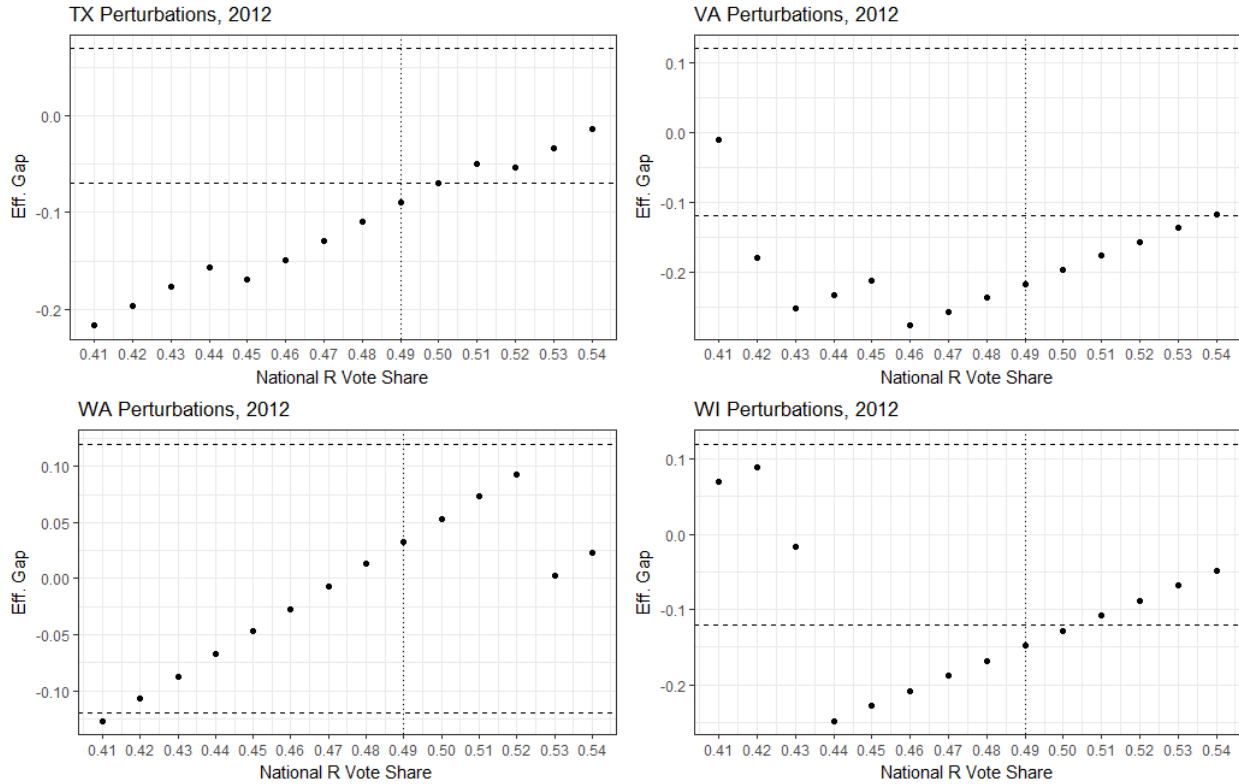 TX Perturbations, 2012
Eff. Gap
0.0
-0.1
-0.2
0.41 0.42 0.43 0.44 0.45 0.46 0.47 0.48 0.49 0.50 0.51 0.52 0.53 0.54
National R Vote Share
VA Perturbations, 2012
Eff. Gap
0.1
0.0
-0.1
-0.2
0.41 0.42 0.43 0.44 0.45 0.46 0.47 0.48 0.49 0.50 0.51 0.52 0.53 0.54
National R Vote Share
WA Perturbations, 2012
Eff. Gap
0.10
0.05
0.00
-0.05
-0.10
0.41 0.42 0.43 0.44 0.45 0.46 0.47 0.48 0.49 0.50 0.51 0.52 0.53 0.54
National R Vote Share
WI Perturbations, 2012
Eff. Gap
0.1
0.0
-0.1
-0.2
0.41 0.42 0.43 0.44 0.45 0.46 0.47 0.48 0.49 0.50 0.51 0.52 0.53 0.54
National R Vote Share